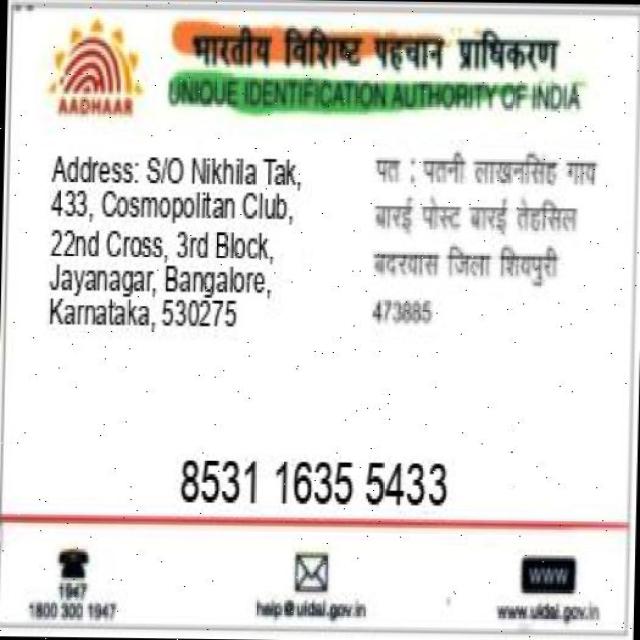 भारतीय विशिष्ट पहचान प्राधिकरण
UNIQUE IDENTIFICATION AUTHORITY OF INDIA
AADHAAR
Address: S/O Nikhila Tak,
433, Cosmopolitan Club,
22nd Cross, 3rd Block,
Jayanagar, Bangalore,
Karnataka, 530275
पत : पतनी लाखनसिंह गाव
बारई पोस्ट बारई तेहसिल
बदरवास जिला शिवपुरी
473885
8531 1635 5433
1947
1800 300 1947
help@uidai.gov.in
WWW
www.uidai.gov.in